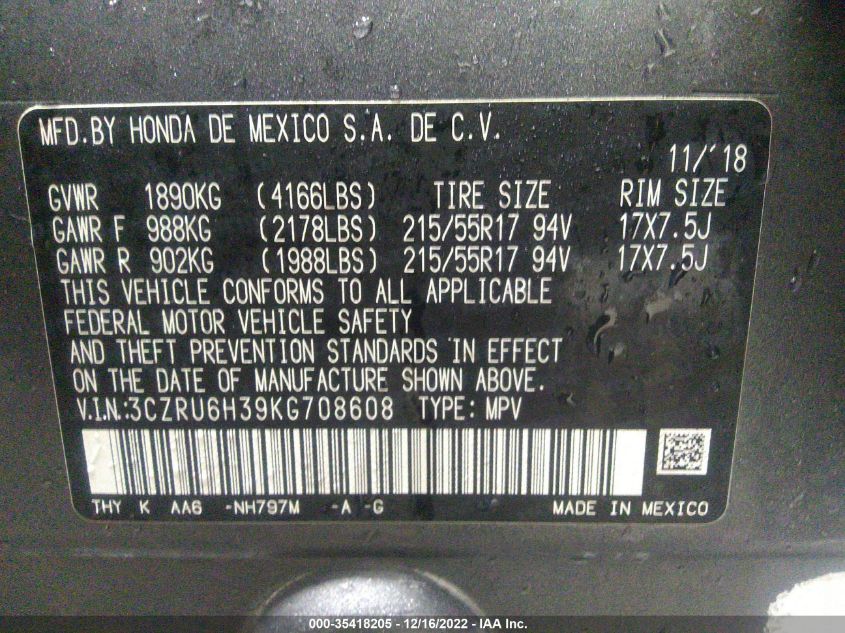 MFD.BY HONDA DE MEXICO S.A. DE C.V.
11/'18
GVWR 1890KG (4166LBS) TIRE SIZE RIM SIZE
GAWR F 988KG (2178LBS) 215/55R17 94V 17X7.5J
GAWR R 902KG (1988LBS) 215/55R17 94V 17X7.5J
THIS VEHICLE CONFORMS TO ALL APPLICABLE
FEDERAL MOTOR VEHICLE SAFETY
AND THEFT PREVENTION STANDARDS IN EFFECT
ON THE DATE OF MANUFACTURE SHOWN ABOVE.
V.I.N.:3CZRU6H39KG708608 TYPE: MPV
THY K AA6 -NH797M -A -G MADE IN MEXICO
000-35418205 - 12/16/2022 - IAA Inc.